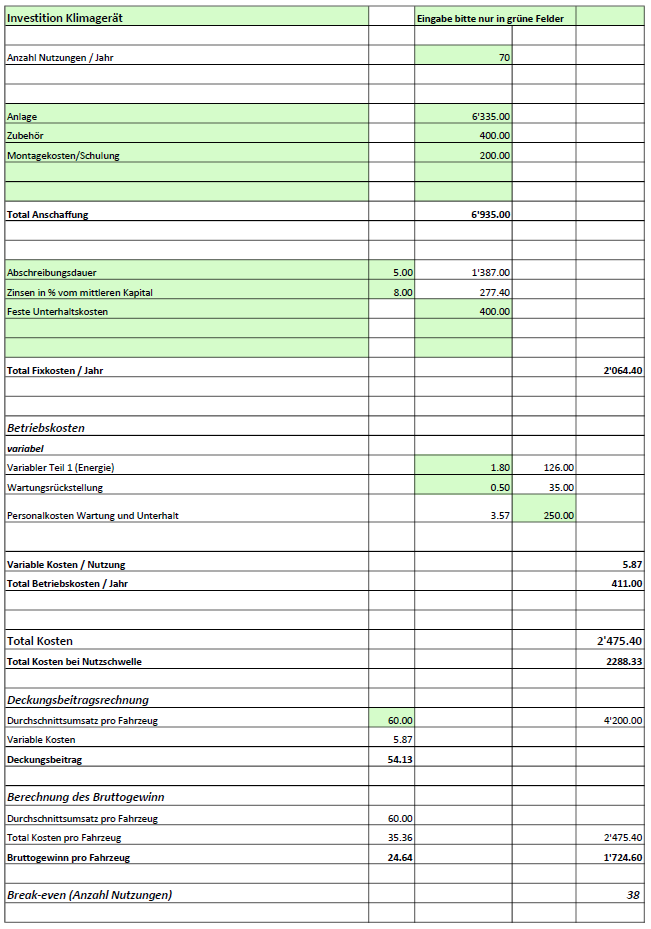 Investition Klimagerät Eingabe bitte nur in grüne Felder
Anzahl Nutzungen / Jahr 70
Anlage 6'335.00
Zubehör 400.00
Montagekosten/Schulung 200.00
Total Anschaffung 6'935.00
Abschreibungsdauer 5.00 1'387.00
Zinsen in % vom mittleren Kapital 8.00 277.40
Feste Unterhaltskosten 400.00
Total Fixkosten / Jahr 2'064.40
Betriebskosten
variabel
Variabler Teil 1 (Energie) 1.80 126.00
Wartungsrückstellung 0.50 35.00
Personalkosten Wartung und Unterhalt 3.57 250.00
Variable Kosten / Nutzung 5.87
Total Betriebskosten / Jahr 411.00
Total Kosten 2'475.40
Total Kosten bei Nutzschwelle 2288.33
Deckungsbeitragsrechnung
Durchschnittsumsatz pro Fahrzeug 60.00 4'200.00
Variable Kosten 5.87
Deckungsbeitrag 54.13
Berechnung des Bruttogewinn
Durchschnittsumsatz pro Fahrzeug 60.00
Total Kosten pro Fahrzeug 35.36 2'475.40
Bruttogewinn pro Fahrzeug 24.64 1'724.60
Break-even (Anzahl Nutzungen) 38